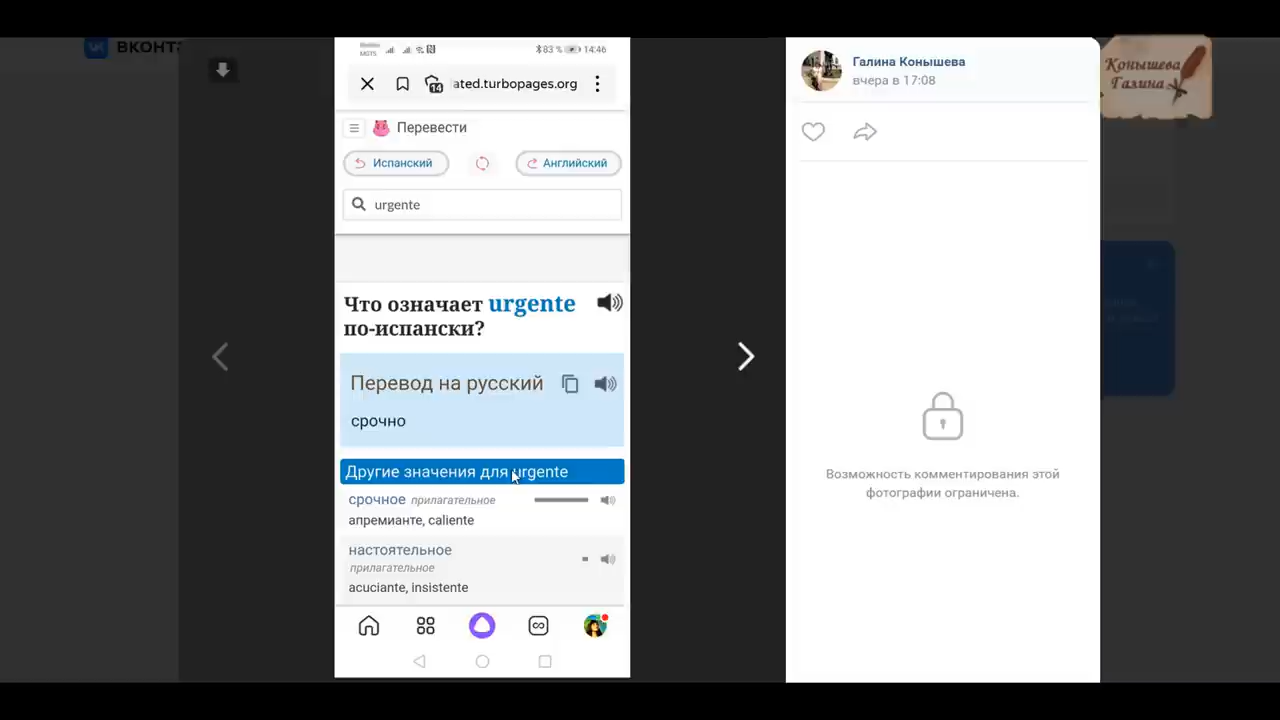 ВКОНТ
MGTS
83 %
14:46
14
ated.turbopages.org
Перевести
Испанский
Английский
urgente
Что означает urgente
по-испански?
Перевод на русский
срочно
Другие значения для urgente
срочное прилагательное
апремианте, caliente
настоятельное
прилагательное
acuciante, insistente
Галина Конышева
вчера в 17:08
Возможность комментирования этой
фотографии ограничена.
Конышева
Галина